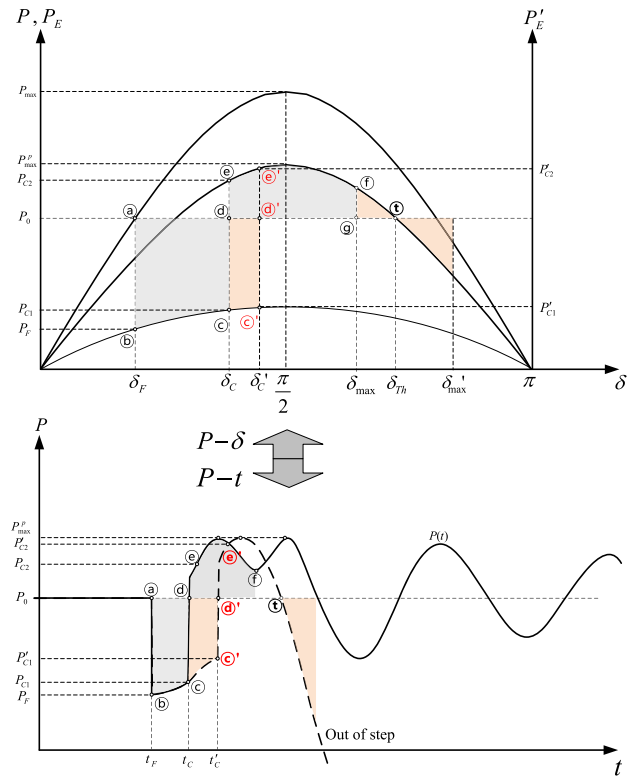 P, P_E P′_E
P_max
P^p_max
P_C2 ⓔ ⓔ' P′_C2
ⓕ
ⓐ
P_0 ⓓ ⓓ' ⓖ ⓣ
P_C1 ⓒ ⓒ' P′_C1
P_F ⓑ
δ_F δ_C δ_C' π/2 δ_max δ_Th δ_max' π δ
P P−δ
P−t
P^p_max P(t)
P′_C2 ⓔ'
P_C2 ⓔ ⓕ
P_0 ⓐ ⓓ ⓓ' ⓣ
P′_C1 ⓒ'
P_C1 ⓒ
P_F ⓑ
Out of step
t_F t_C t′_C t